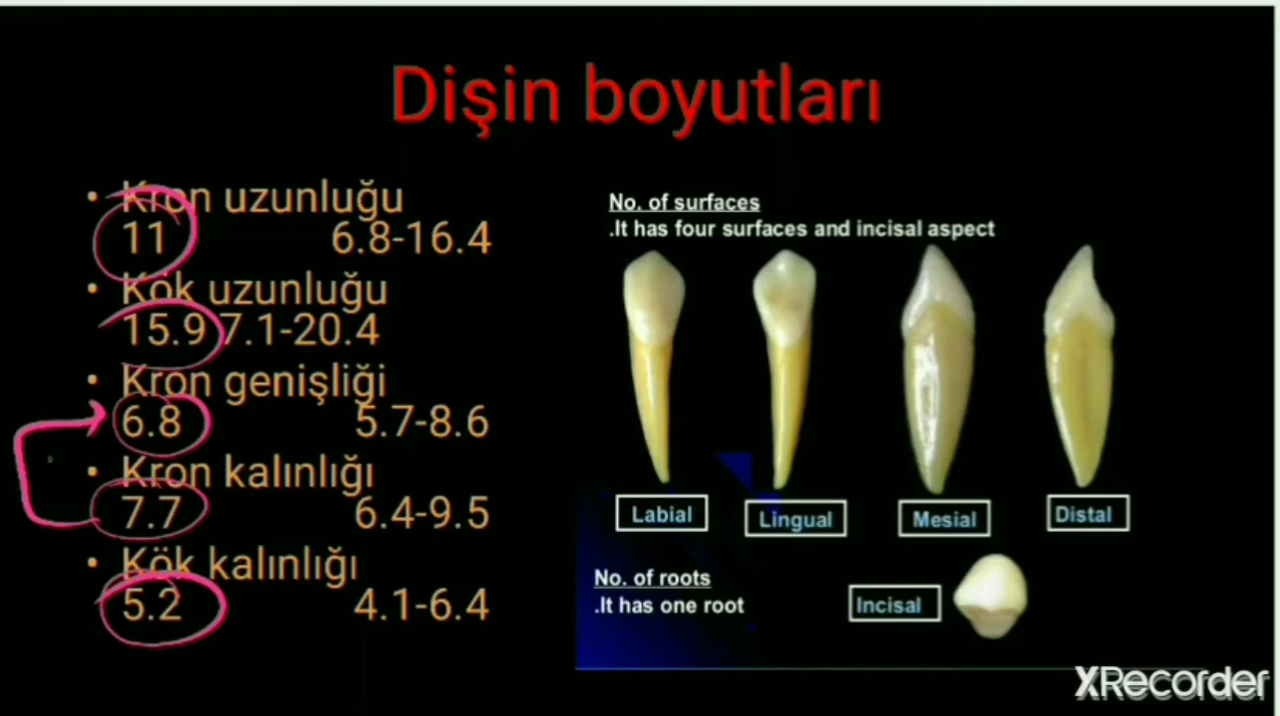 Dişin boyutları
• Kron uzunluğu
11 6.8-16.4
• Kök uzunluğu
15.9 7.1-20.4
• Kron genişliği
6.8 5.7-8.6
• Kron kalınlığı
7.7 6.4-9.5
• Kök kalınlığı
5.2 4.1-6.4
No. of surfaces
.It has four surfaces and incisal aspect
Labial
Lingual
Mesial
Distal
No. of roots
.It has one root
Incisal
XRecorder